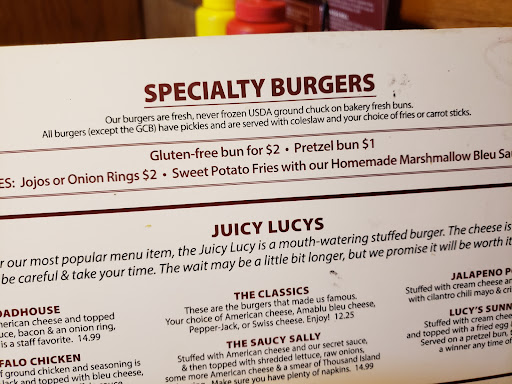 SPECIALTY BURGERS
Our burgers are fresh, never frozen USDA ground chuck on bakery fresh buns.
All burgers (except the GCB) have pickles and are served with coleslaw and your choice of fries or carrot sticks.
Gluten-free bun for $2 • Pretzel bun $1
ES: Jojos or Onion Rings $2 • Sweet Potato Fries with our Homemade Marshmallow Bleu Sau
JUICY LUCYS
r our most popular menu item, the Juicy Lucy is a mouth-watering stuffed burger. The cheese is
be careful & take your time. The wait may be a little bit longer, but we promise it will be worth it
OADHOUSE
merican cheese and topped
uce, bacon & an onion ring,
is a staff favorite. 14.99
FALO CHICKEN
f ground chicken and seasoning is
Jack and topped with bleu cheese,
THE CLASSICS
These are the burgers that made us famous.
Your choice of American cheese, Amablu bleu cheese,
Pepper-Jack, or Swiss cheese. Enjoy! 12.25
THE SAUCY SALLY
Stuffed with American cheese and our secret sauce,
& then topped with shredded lettuce, raw onions,
some more American cheese & a smear of Thousand Island
Make sure you have plenty of napkins. 14.99
JALAPENO PO
Stuffed with cream cheese an
with cilantro chili mayo & cri
LUCY'S SUNN
Stuffed with cream chee
and topped with a fried egg
Served on a pretzel bun,
a winner any time of